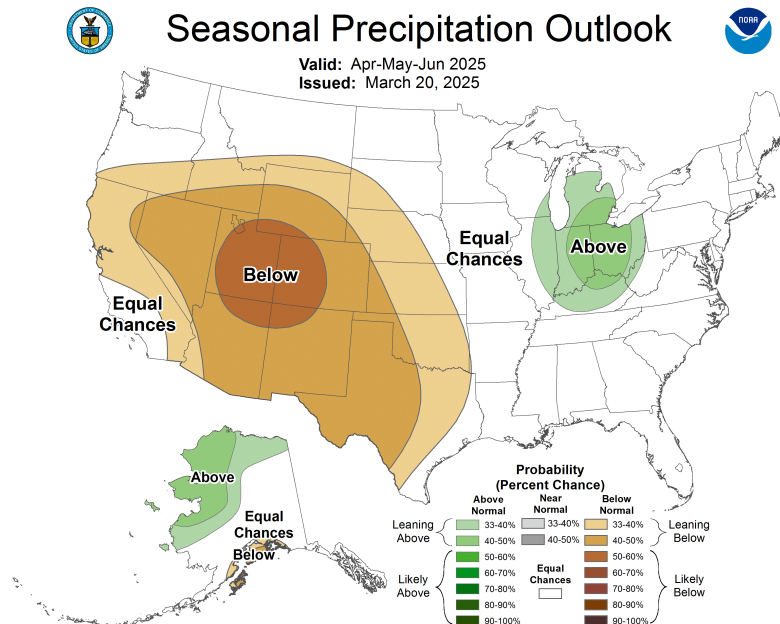 Seasonal Precipitation Outlook
NOAA
Valid: Apr-May-Jun 2025
Issued: March 20, 2025
Equal
Chances
Above
Below
Equal
Chances
Above
Equal
Chances
Below
Probability
(Percent Chance)
Above
Normal
Near
Normal
Below
Normal
Leaning
Above
33-40%
33-40%
33-40%
Leaning
Below
40-50%
40-50%
40-50%
Likely
Above
50-60%
60-70%
70-80%
80-90%
90-100%
Equal
Chances
50-60%
60-70%
70-80%
80-90%
90-100%
Likely
Below